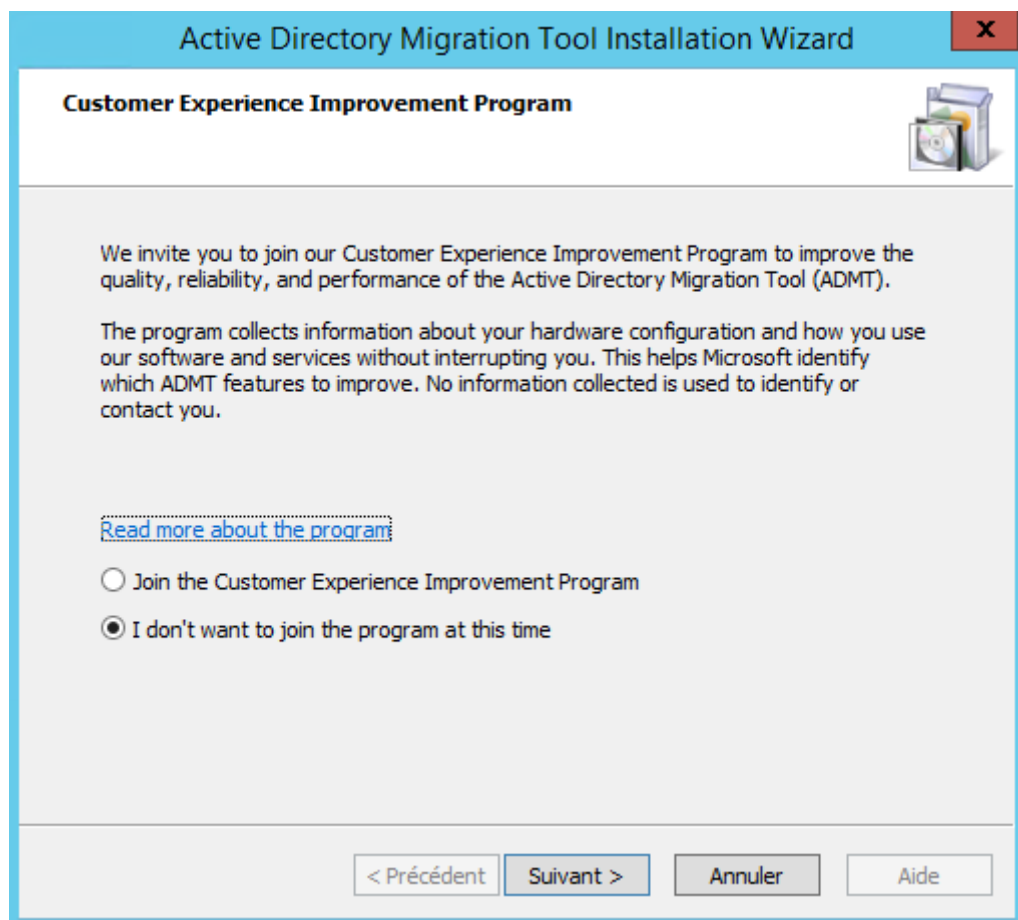 Active Directory Migration Tool Installation Wizard
x
Customer Experience Improvement Program
We invite you to join our Customer Experience Improvement Program to improve the
quality, reliability, and performance of the Active Directory Migration Tool (ADMT).
The program collects information about your hardware configuration and how you use
our software and services without interrupting you. This helps Microsoft identify
which ADMT features to improve. No information collected is used to identify or
contact you.
Read more about the program
Join the Customer Experience Improvement Program
I don't want to join the program at this time
< Précédent Suivant > Annuler Aide